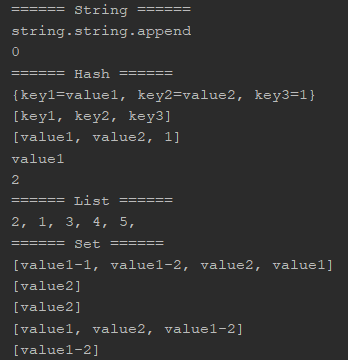 ====== String ======
string.string.append
0
====== Hash ======
{key1=value1, key2=value2, key3=1}
[key1, key2, key3]
[value1, value2, 1]
value1
2
====== List ======
2, 1, 3, 4, 5,
====== Set ======
[value1-1, value1-2, value2, value1]
[value2]
[value2]
[value1, value2, value1-2]
[value1-2]